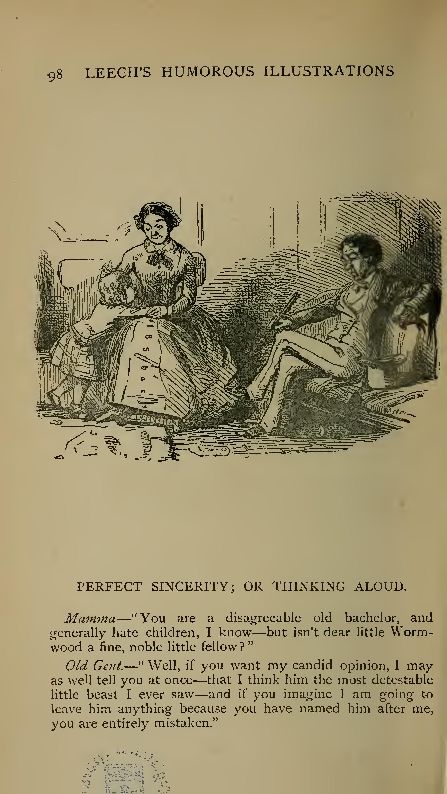 98 LEECH'S HUMOROUS ILLUSTRATIONS
PERFECT SINCERITY; OR THINKING ALOUD.
Mamma—"You are a disagreeable old bachelor, and
generally hate children, I know—but isn't dear little Worm-
wood a fine, noble little fellow?"
Old Gent.—"Well, if you want my candid opinion, I may
as well tell you at once—that I think him the most detestable
little beast I ever saw—and if you imagine I am going to
leave him anything because you have named him after me,
you are entirely mistaken."